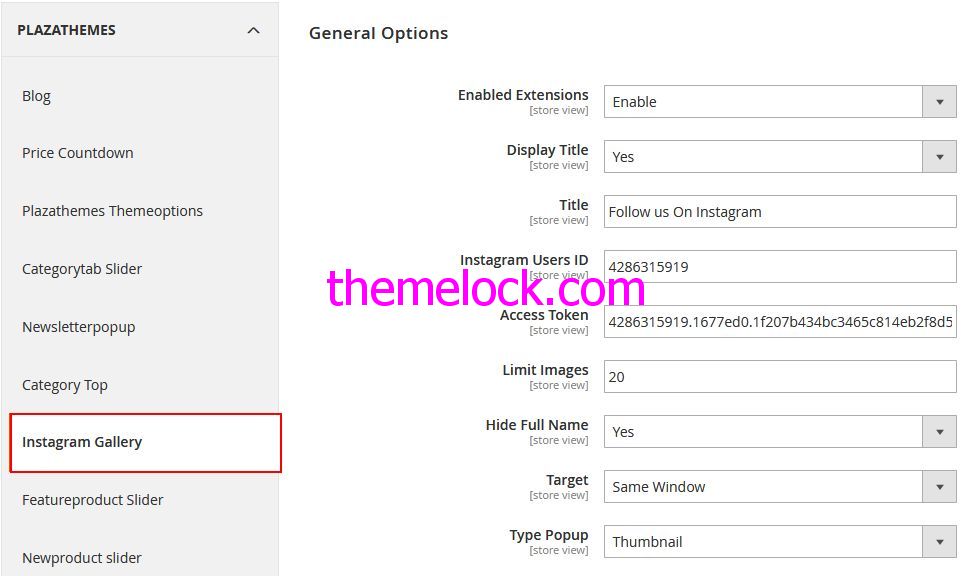 PLAZATHEMES
Blog
Price Countdown
Plazathemes Themeoptions
Categorytab Slider
Newsletterpopup
Category Top
Instagram Gallery
Featureproduct Slider
Newproduct slider
General Options
Enabled Extensions
[store view]
Enable
Display Title
[store view]
Yes
Title
[store view]
Follow us On Instagram
Instagram Users ID
[store view]
4286315919
themelock.com
Access Token
[store view]
4286315919.1677ed0.1f207b434bc3465c814eb2f8d5
Limit Images
[store view]
20
Hide Full Name
[store view]
Yes
Target
[store view]
Same Window
Type Popup
[store view]
Thumbnail